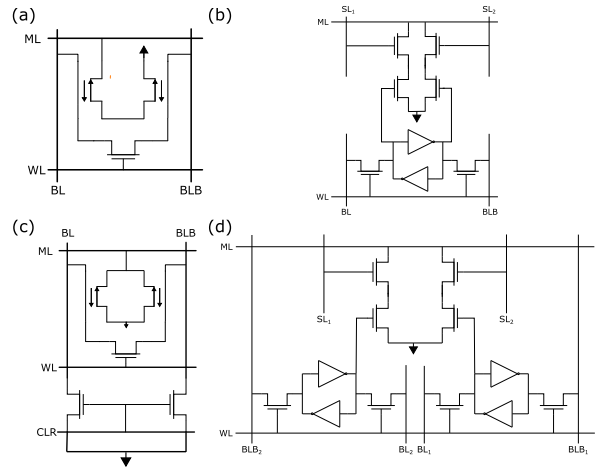 (a)
ML
WL
BL BLB
(b)
SL₁ SL₂
ML
WL
BL BLB
(c)
BL BLB
ML
WL
CLR
(d)
ML
SL₁ SL₂
WL
BLB₂ BL₂ BL₁ BLB₁